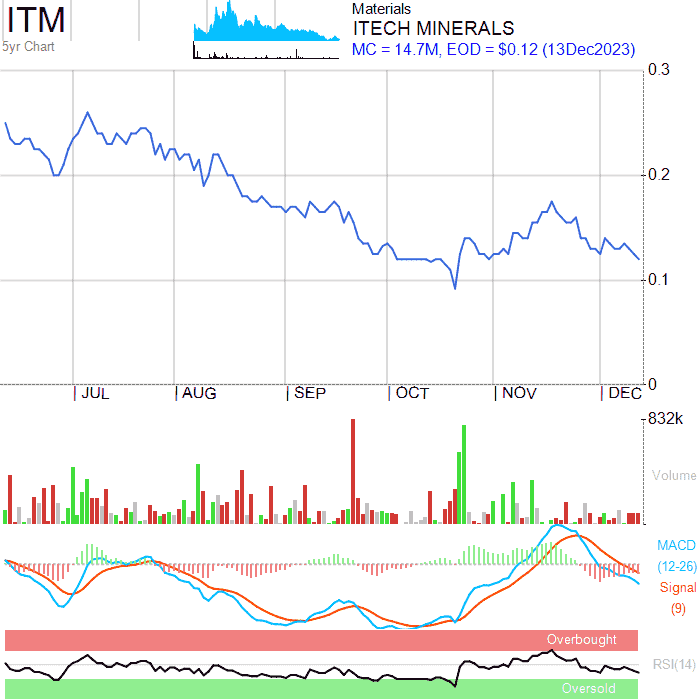 ITM
5yr Chart
Materials
ITECH MINERALS
MC = 14.7M, EOD = $0.12 (13Dec2023)
0.3
0.2
0.1
0
JUL AUG SEP OCT NOV DEC
832k
Volume
MACD
(12-26)
Signal
(9)
Overbought
RSI(14)
Oversold